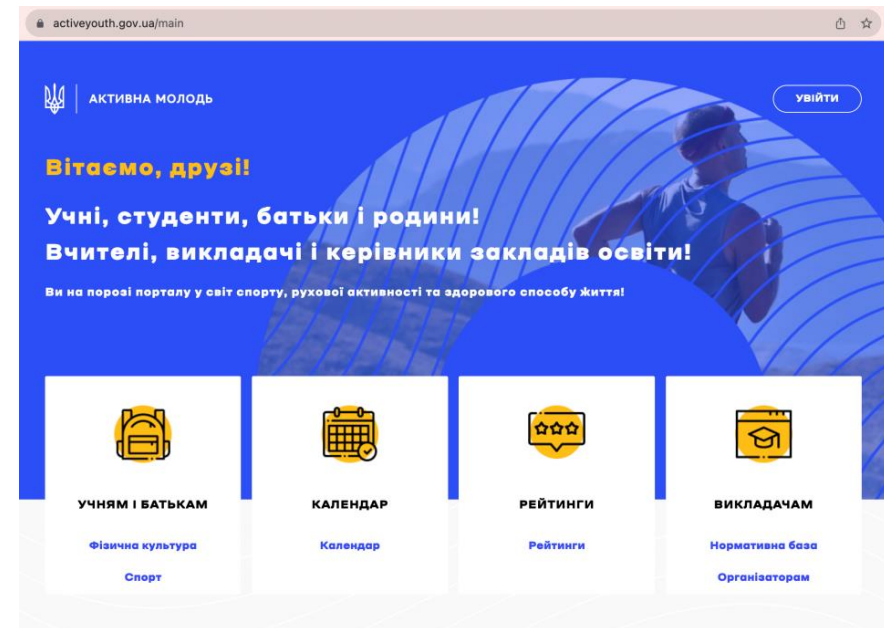 activeyouth.gov.ua/main
АКТИВНА МОЛОДЬ
УВІЙТИ
Вітаємо, друзі!
Учні, студенти, батьки і родини!
Вчителі, викладачі і керівники закладів освіти!
Ви на порозі порталу у світ спорту, рухової активності та здорового способу життя!
УЧНЯМ І БАТЬКАМ
Фізична культура
Спорт
КАЛЕНДАР
Календар
РЕЙТИНГИ
Рейтинги
ВИКЛАДАЧАМ
Нормативна база
Організаторам